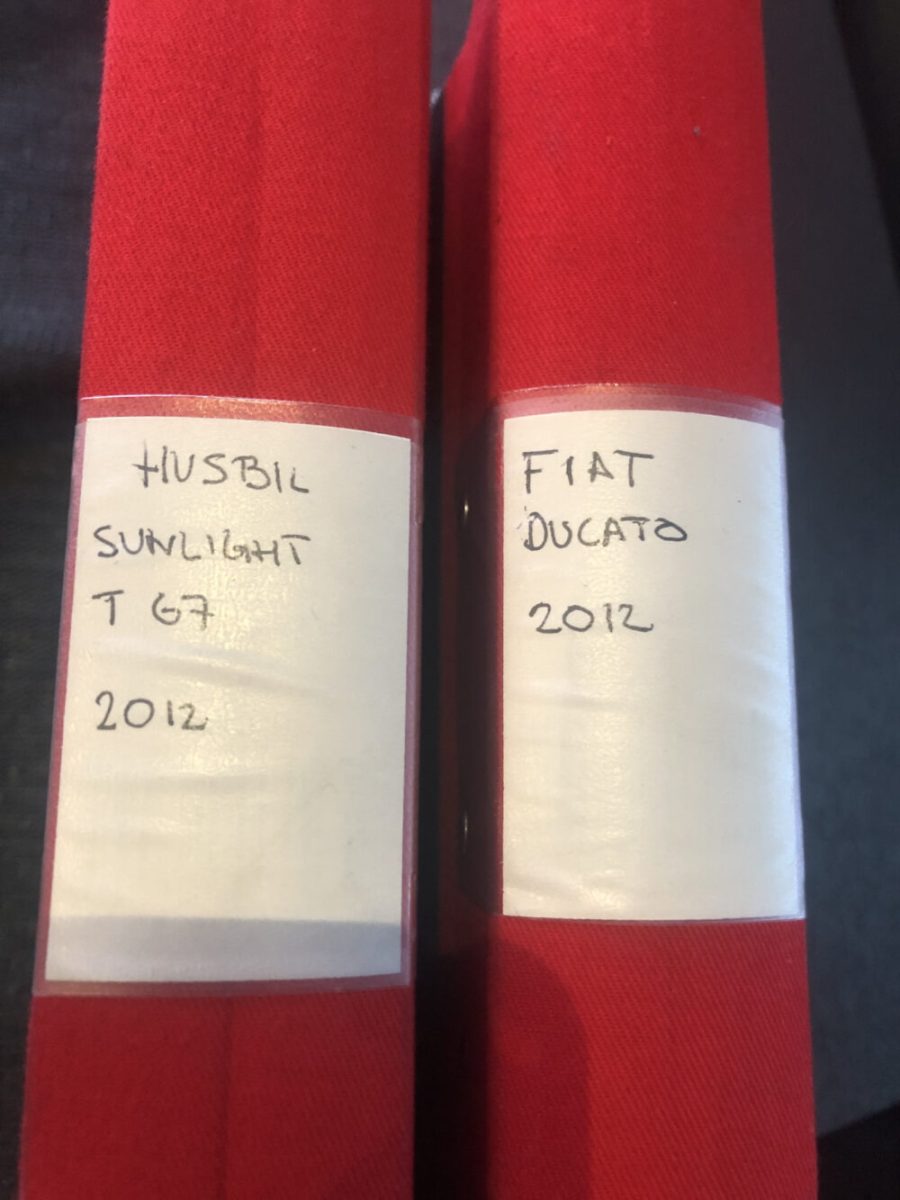 HUSBIL
SUNLIGHT
T 67
2012
FIAT
DUCATO
2012